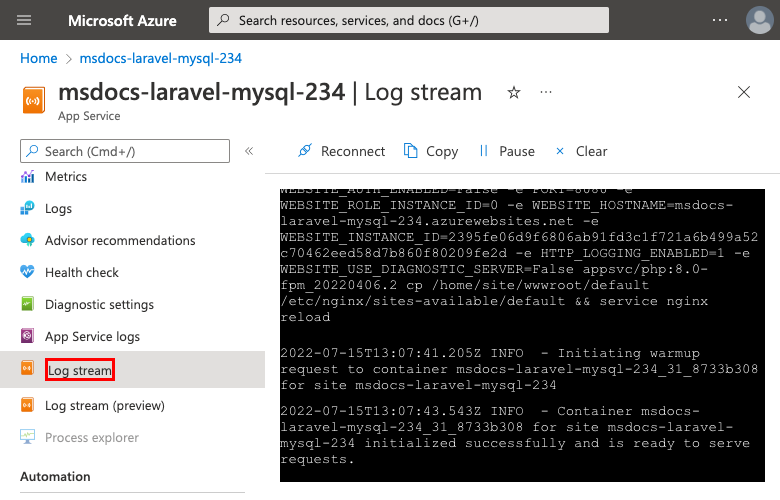 Microsoft Azure
Search resources, services, and docs (G+/)
Home > msdocs-laravel-mysql-234
msdocs-laravel-mysql-234 | Log stream
App Service
Search (Cmd+/)
Metrics
Logs
Advisor recommendations
Health check
Diagnostic settings
App Service logs
Log stream
Log stream (preview)
Process explorer
Automation
Reconnect
Copy
Pause
Clear
WEBSITE_AUTH_ENABLED=False -e PORT=8080 -e
WEBSITE_ROLE_INSTANCE_ID=0 -e WEBSITE_HOSTNAME=msdocs-
laravel-mysql-234.azurewebsites.net -e
WEBSITE_INSTANCE_ID=2395fe06d9f6806ab91fd3c1f721a6b499a52
c70462eed58d7b860f80209fe2d -e HTTP_LOGGING_ENABLED=1 -e
WEBSITE_USE_DIAGNOSTIC_SERVER=False appsvc/php:8.0-
fpm_20220406.2 cp /home/site/wwwroot/default
/etc/nginx/sites-available/default && service nginx
reload
2022-07-15T13:07:41.205Z INFO  - Initiating warmup
request to container msdocs-laravel-mysql-234_31_8733b308
for site msdocs-laravel-mysql-234
2022-07-15T13:07:43.543Z INFO  - Container msdocs-
laravel-mysql-234_31_8733b308 for site msdocs-laravel-
mysql-234 initialized successfully and is ready to serve
requests.